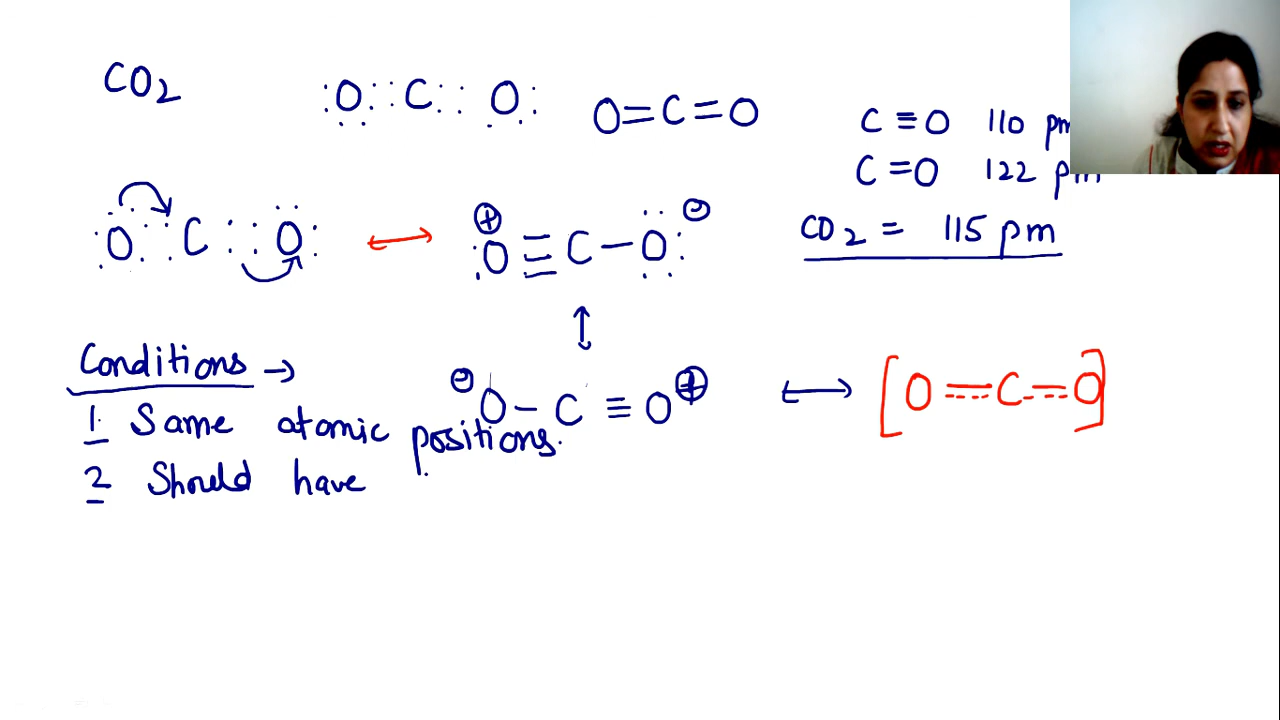 CO2
:O::C::O:
O=C=O
C≡O 110 pm
C=O 122 pm
CO2 = 115 pm
:O::C::O: ↔ :O≡C–O: ⊕ ⊖
↕
Conditions →
⊖O–C≡O⊕ ↔ [O=C=O]
1. Same atomic positions.
2 Should have